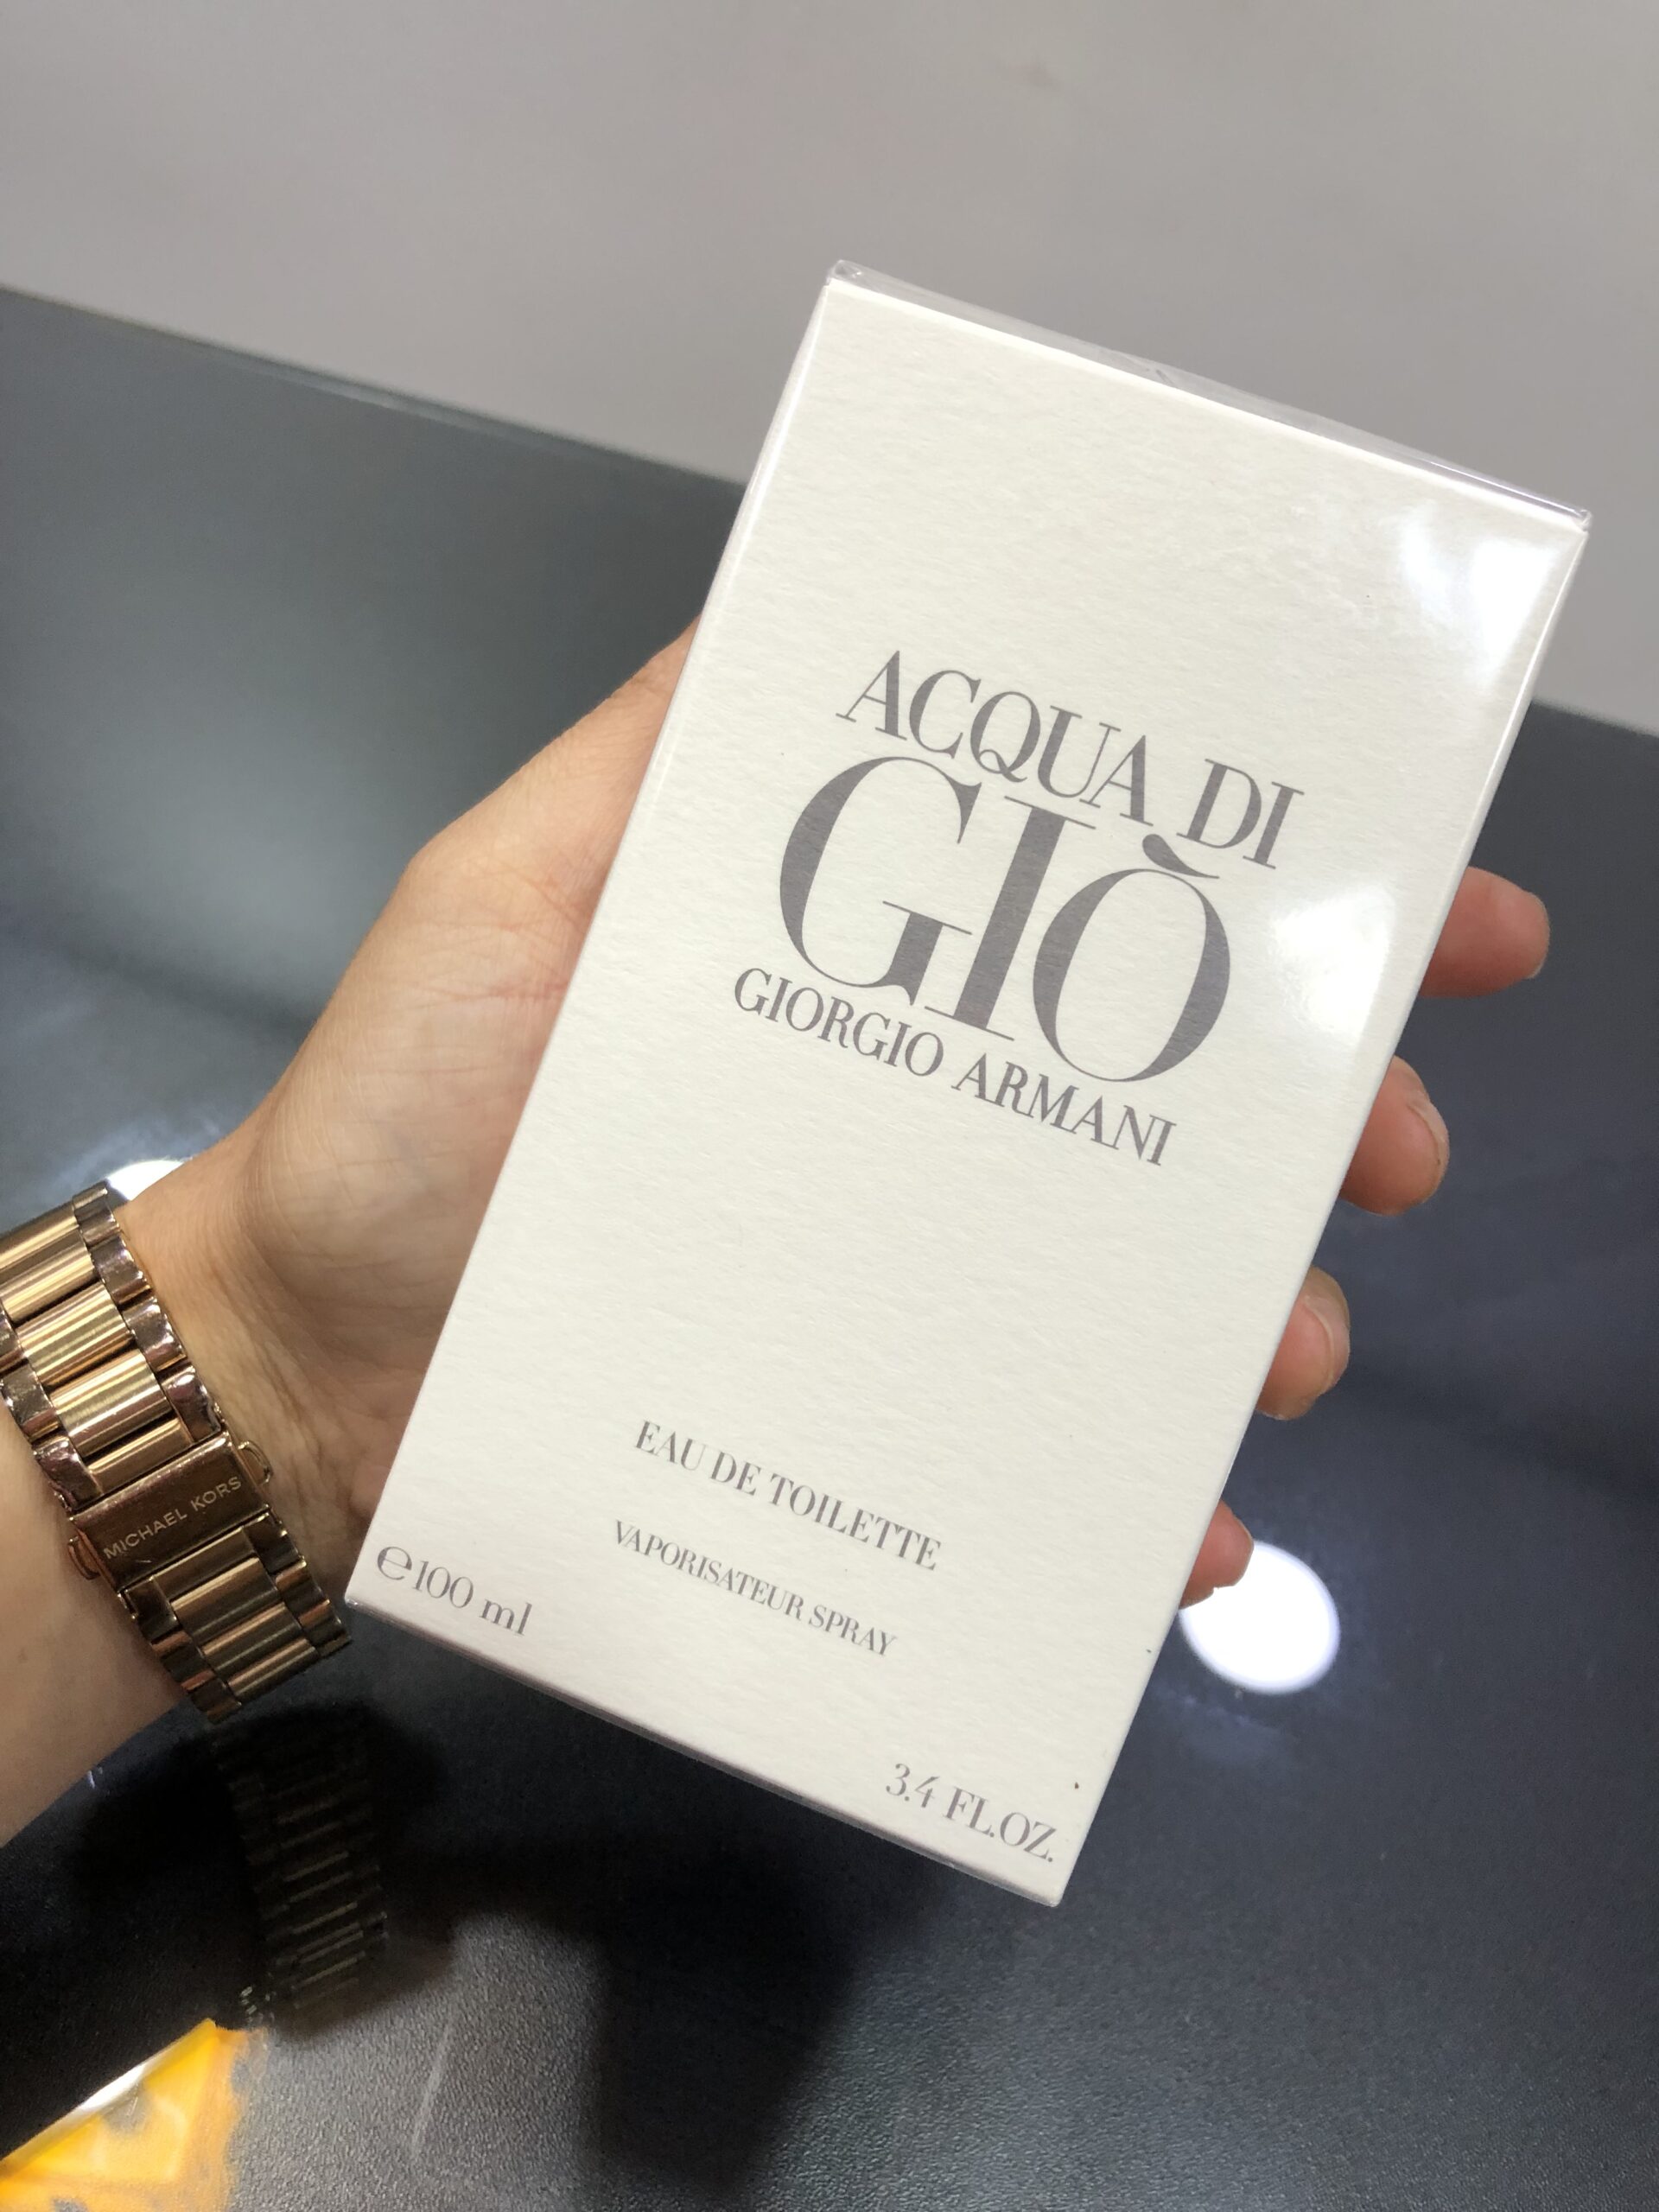 ACQUA DI
GIÒ
GIORGIO ARMANI
EAU DE TOILETTE
VAPORISATEUR SPRAY
℮100 ml
3.4 FL.OZ.
MICHAEL KORS